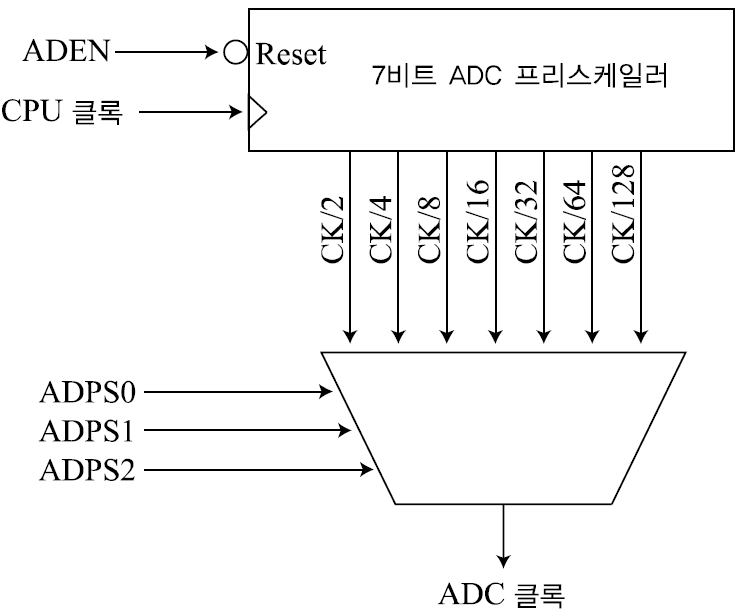 ADEN
Reset
7비트 ADC 프리스케일러
CPU 클록
CK/2
CK/4
CK/8
CK/16
CK/32
CK/64
CK/128
ADPS0
ADPS1
ADPS2
ADC 클록